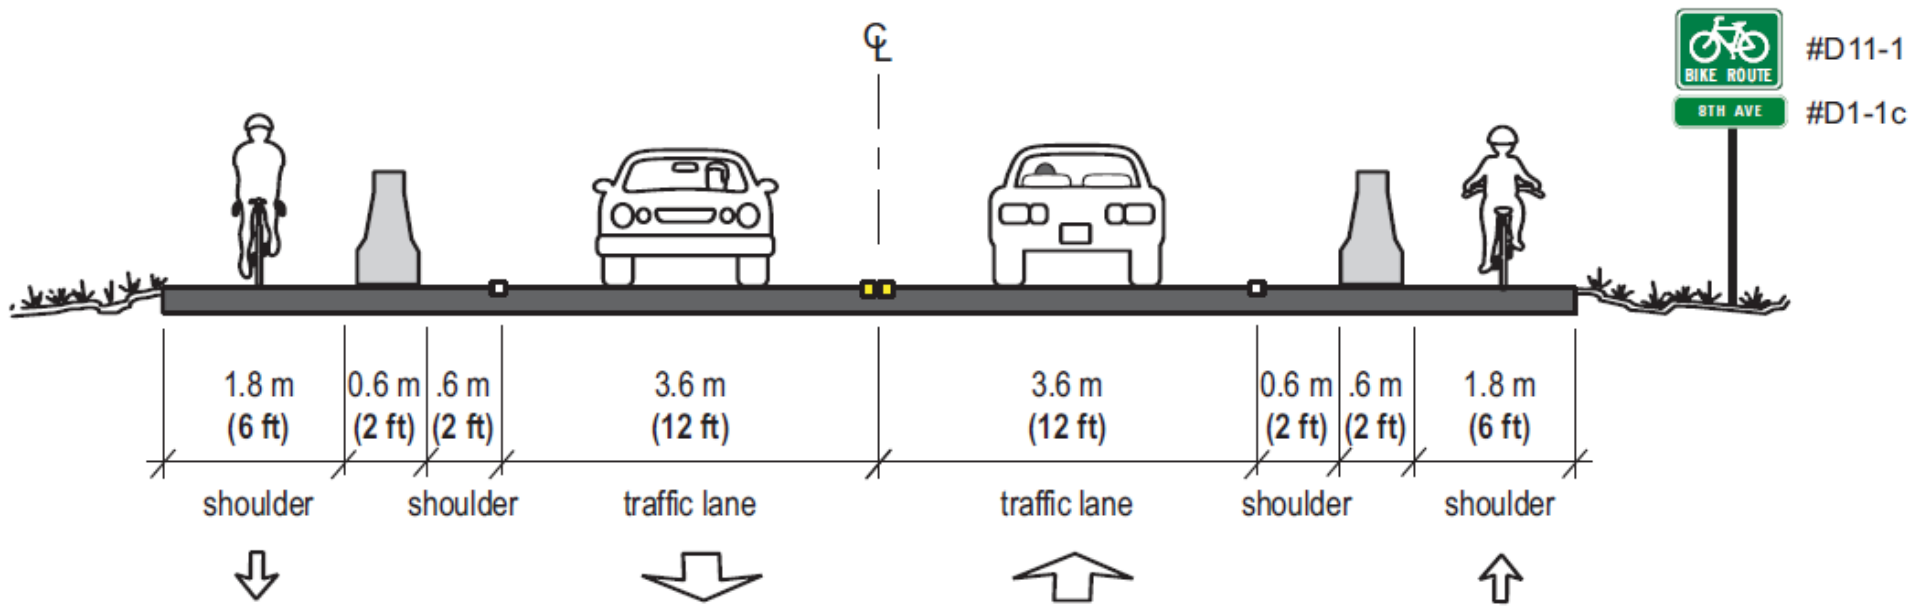 ℄
BIKE ROUTE
#D11-1
8TH AVE
#D1-1c
1.8 m 0.6 m .6 m 3.6 m 3.6 m 0.6 m .6 m 1.8 m
(6 ft) (2 ft) (2 ft) (12 ft) (12 ft) (2 ft) (2 ft) (6 ft)
shoulder shoulder traffic lane traffic lane shoulder shoulder